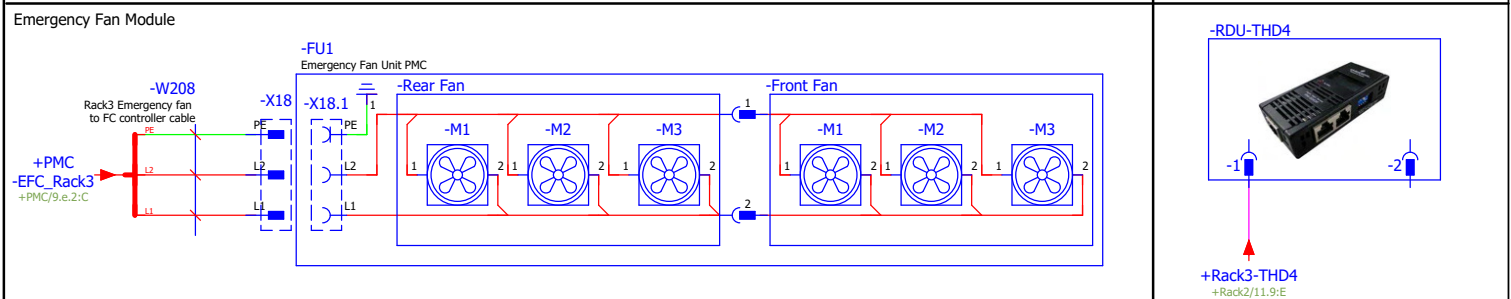 Emergency Fan Module
-FU1
Emergency Fan Unit PMC
-W208
Rack3 Emergency fan
to FC controller cable
-X18
-X18.1
1
PE
PE
PE
L2
L2
L2
L1
L1
L1
+PMC
-EFC_Rack3
+PMC/9.e.2:C
-Rear Fan
-M1
-M2
-M3
1
2
1
2
1
2
1
2
-Front Fan
-M1
-M2
-M3
1
2
1
2
1
2
-RDU-THD4
-1
-2
+Rack3-THD4
+Rack2/11.9:E